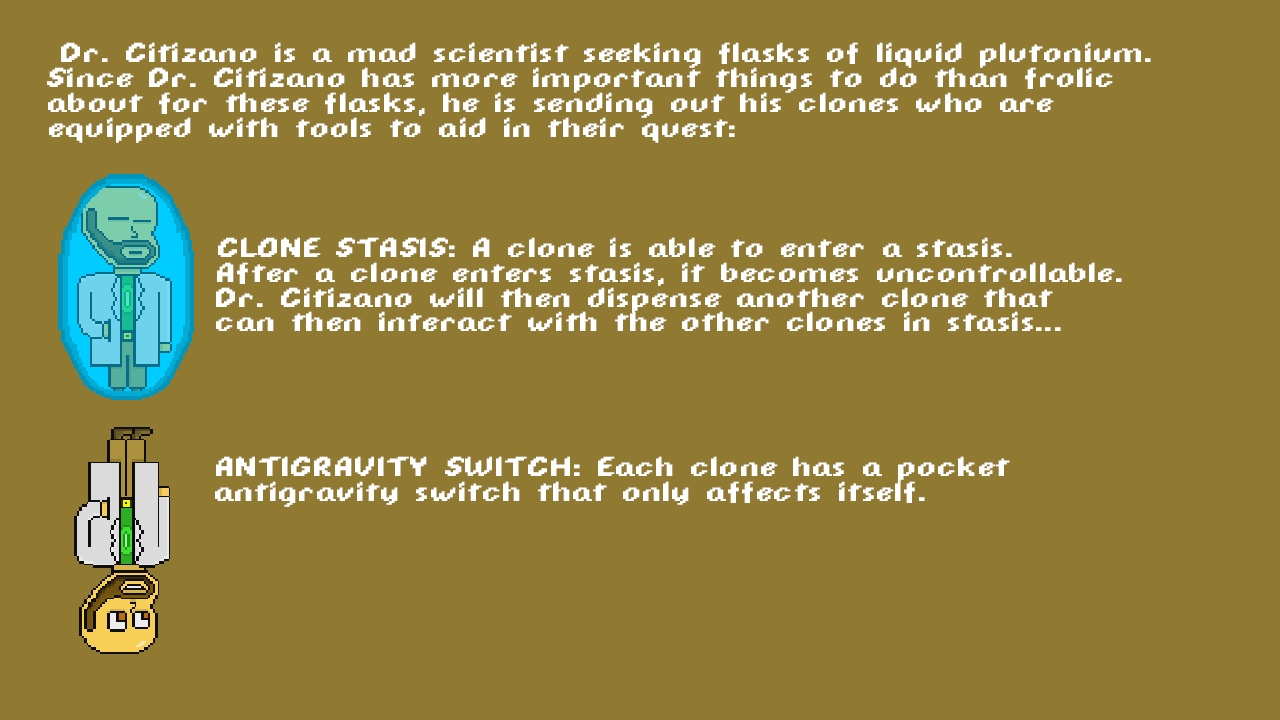 Dr. Citizano is a mad scientist seeking flasks of liquid plutonium.
Since Dr. Citizano has more important things to do than frolic
about for these flasks, he is sending out his clones who are
equipped with tools to aid in their quest:
CLONE STASIS: A clone is able to enter a stasis.
After a clone enters stasis, it becomes uncontrollable.
Dr. Citizano will then dispense another clone that
can then interact with the other clones in stasis...
ANTIGRAVITY SWITCH: Each clone has a pocket
antigravity switch that only affects itself.